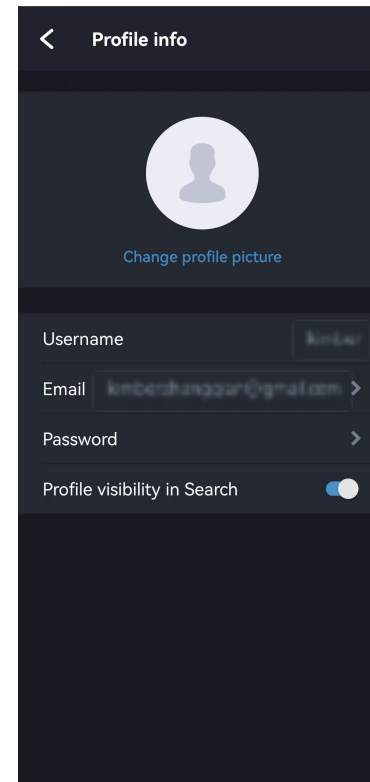 Profile info
Change profile picture
Username
Email
Password
Profile visibility in Search